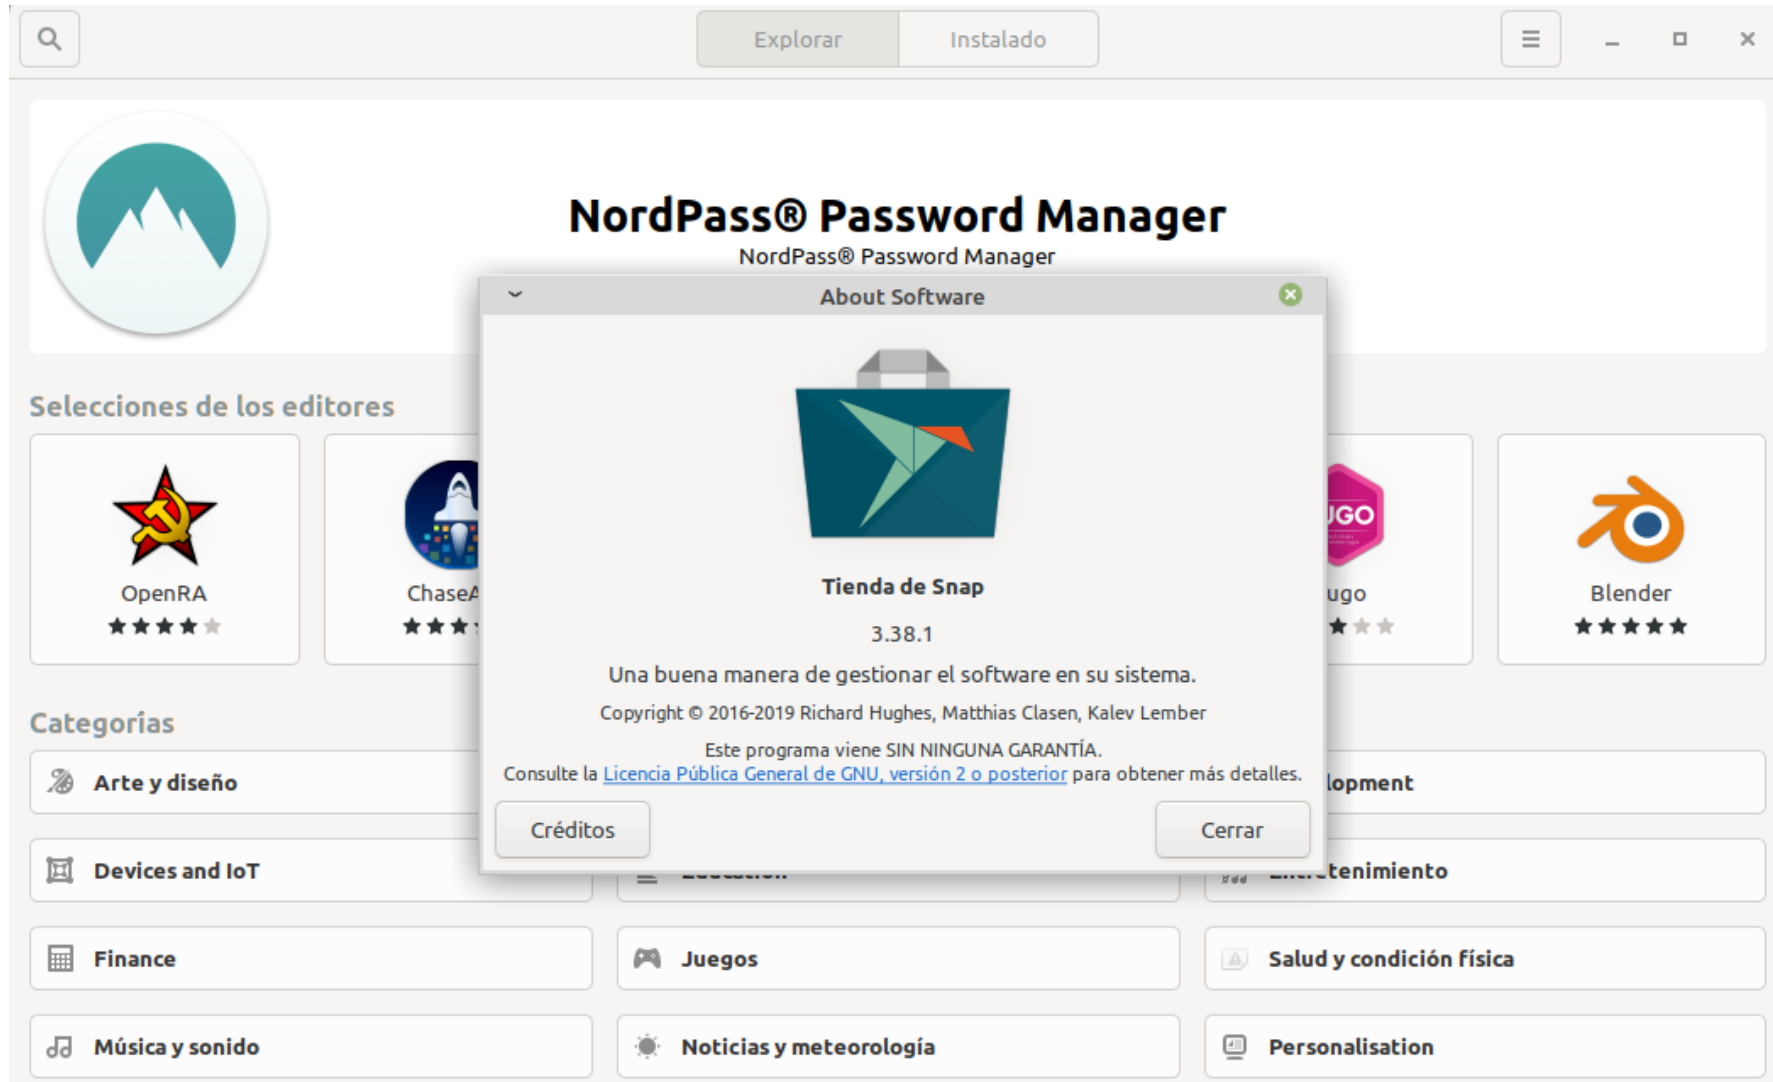 Explorar
Instalado
NordPass® Password Manager
NordPass® Password Manager
About Software
Selecciones de los editores
OpenRA
Blender
Tienda de Snap
3.38.1
Una buena manera de gestionar el software en su sistema.
Copyright © 2016-2019 Richard Hughes, Matthias Clasen, Kalev Lember
Este programa viene SIN NINGUNA GARANTÍA.
Consulte la Licencia Pública General de GNU, versión 2 o posterior para obtener más detalles.
Créditos
Cerrar
Categorías
Arte y diseño
Devices and IoT
Finance
Juegos
Salud y condición física
Música y sonido
Noticias y meteorología
Personalisation